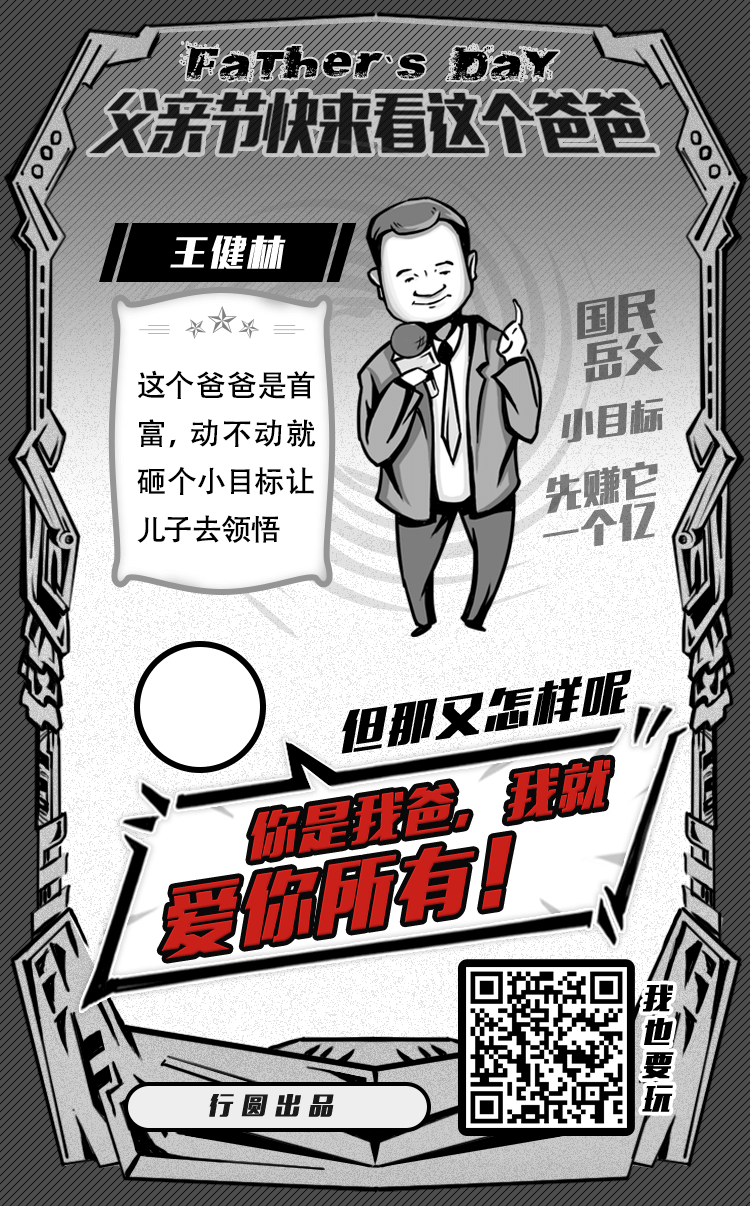 Father's Day
父亲节快来看这个爸爸
王健林
这个爸爸是首
富，动不动就
砸个小目标让
儿子去领悟
国民
岳父
小目标
先赚它
一个亿
但那又怎样呢
你是我爸，我就
爱你所有！
我也要玩
行圆出品